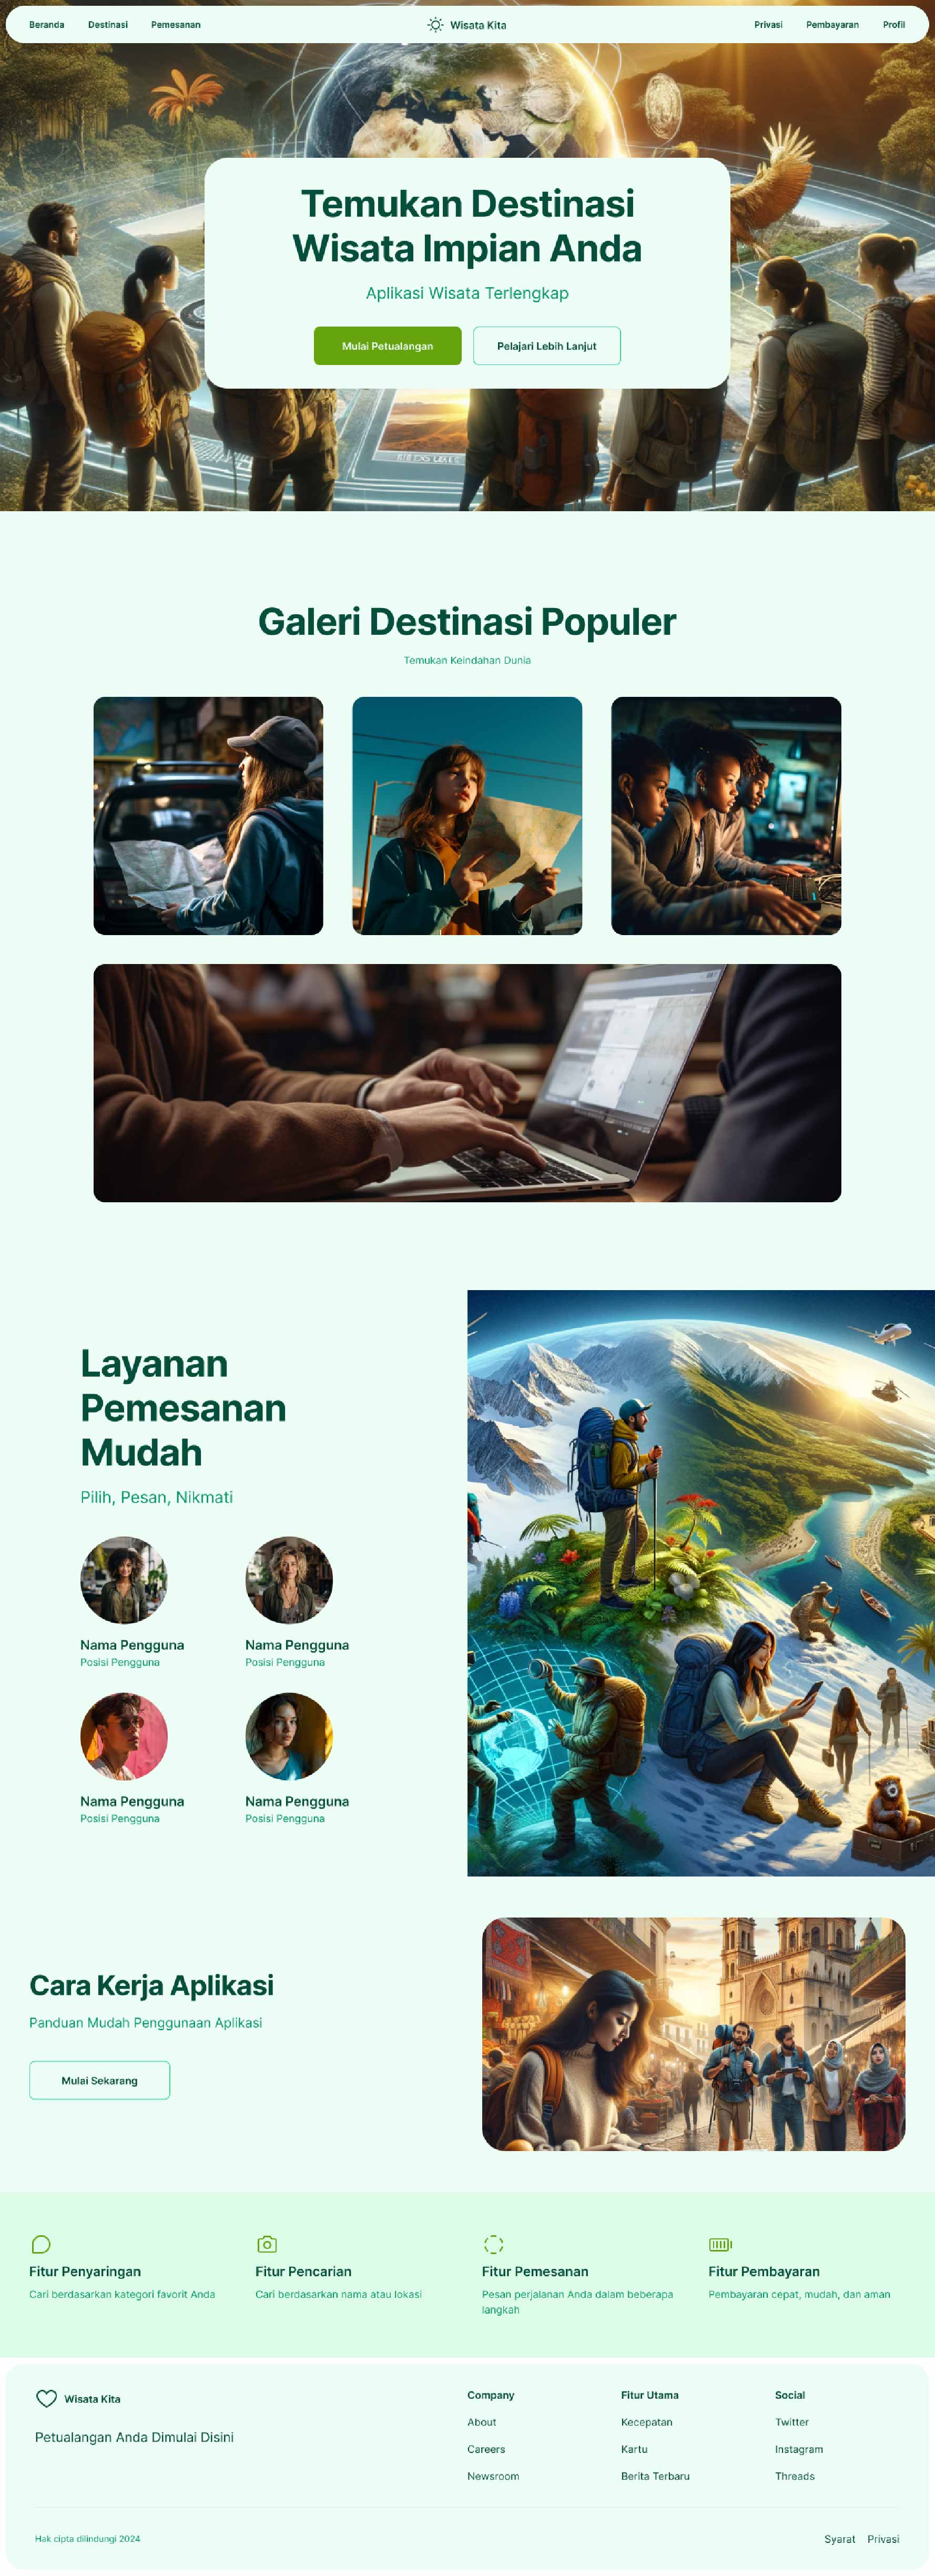 Beranda
Destinasi
Pemesanan
Wisata Kita
Privasi
Pembayaran
Profil
Temukan Destinasi
Wisata Impian Anda
Aplikasi Wisata Terlengkap
Mulai Petualangan
Pelajari Lebih Lanjut
Galeri Destinasi Populer
Temukan Keindahan Dunia
Layanan
Pemesanan
Mudah
Pilih, Pesan, Nikmati
Nama Pengguna
Posisi Pengguna
Nama Pengguna
Posisi Pengguna
Nama Pengguna
Posisi Pengguna
Nama Pengguna
Posisi Pengguna
Cara Kerja Aplikasi
Panduan Mudah Penggunaan Aplikasi
Mulai Sekarang
Fitur Penyaringan
Cari berdasarkan kategori favorit Anda
Fitur Pencarian
Cari berdasarkan nama atau lokasi
Fitur Pemesanan
Pesan perjalanan Anda dalam beberapa
langkah
Fitur Pembayaran
Pembayaran cepat, mudah, dan aman
Wisata Kita
Petualangan Anda Dimulai Disini
Company
About
Careers
Newsroom
Fitur Utama
Kecepatan
Kartu
Berita Terbaru
Social
Twitter
Instagram
Threads
Hak cipta dilindungi 2024
Syarat
Privasi